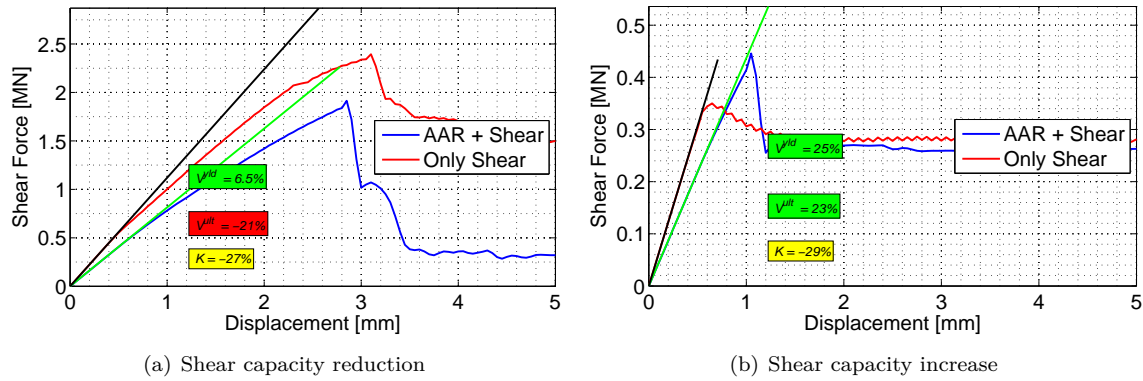 2.5
2
1.5
1
0.5
0
Shear Force [MN]
AAR + Shear
Only Shear
V^yld = 6.5%
V^ult = −21%
K = −27%
0 1 2 3 4 5
Displacement [mm]
(a) Shear capacity reduction
0.5
0.4
0.3
0.2
0.1
0
Shear Force [MN]
AAR + Shear
Only Shear
V^yld = 25%
V^ult = 23%
K = −29%
0 1 2 3 4 5
Displacement [mm]
(b) Shear capacity increase